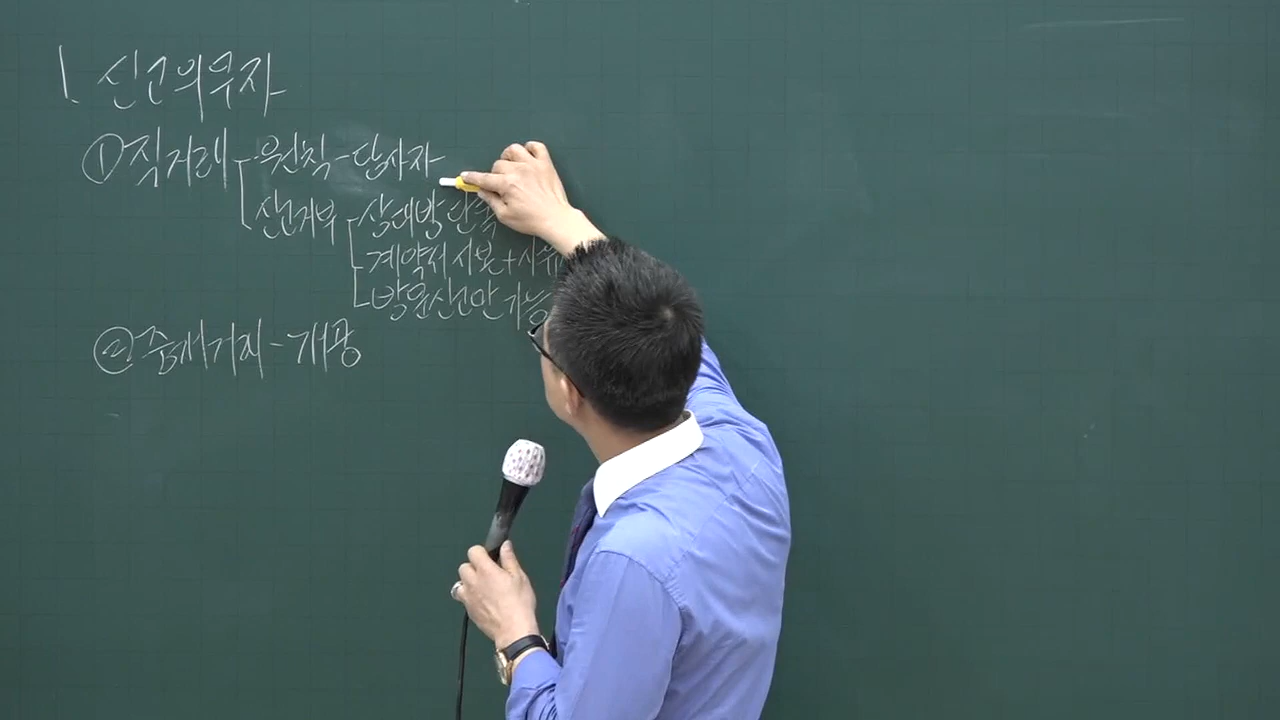 1. 신고의무자
① 직거래 - 원칙 - 당사자
신고거부 - 상대방 단독
계약서 사본 + 사유
방문신고만 가능
② 중개거래 - 개공